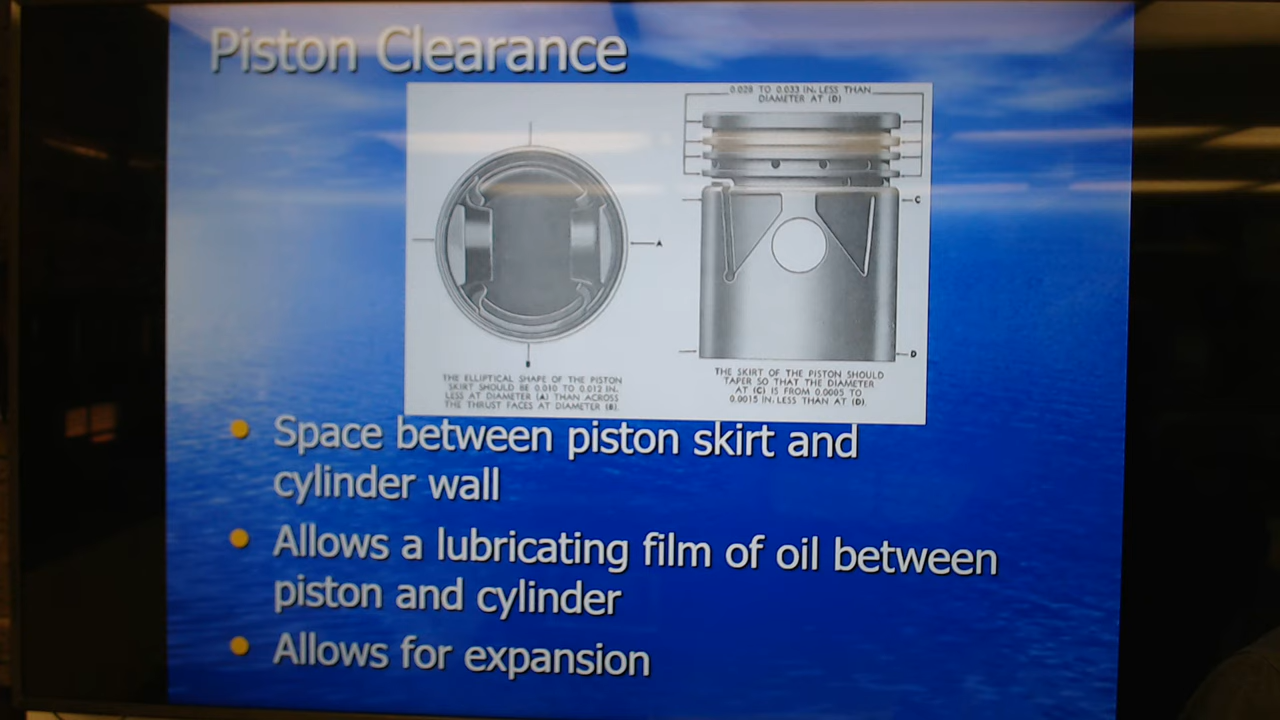 Piston Clearance
0.028 TO 0.033 IN. LESS THAN
DIAMETER AT (D)
A
B
C
D
THE ELLIPTICAL SHAPE OF THE PISTON
SKIRT SHOULD BE 0.010 TO 0.012 IN.
LESS AT DIAMETER (A) THAN ACROSS
THE THRUST FACES AT DIAMETER (B).
THE SKIRT OF THE PISTON SHOULD
TAPER SO THAT THE DIAMETER
AT (C) IS FROM 0.0005 TO
0.0015 IN. LESS THAN AT (D).
Space between piston skirt and
cylinder wall
Allows a lubricating film of oil between
piston and cylinder
Allows for expansion